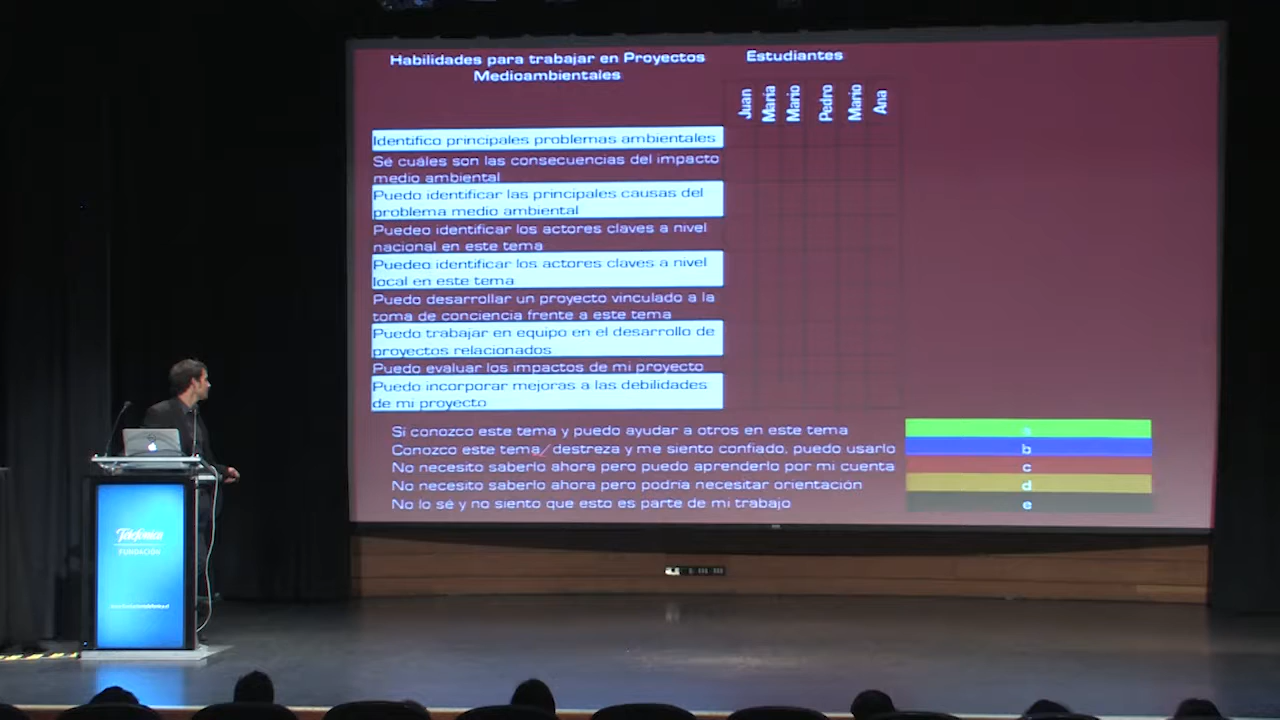 Habilidades para trabajar en Proyectos
Medioambientales
Estudiantes
Juan
Maria
Mario
Pedro
Mario
Ana
Identifico principales problemas ambientales
Sé cuáles son las consecuencias del impacto
medio ambiental
Puedo identificar las principales causas del
problema medio ambiental
Puedeo identificar los actores claves a nivel
nacional en este tema
Puedeo identificar los actores claves a nivel
local en este tema
Puedo desarrollar un proyecto vinculado a la
toma de conciencia frente a este tema
Puedo trabajar en equipo en el desarrollo de
proyectos relacionados
Puedo evaluar los impactos de mi proyecto
Puedo incorporar mejoras a las debilidades
de mi proyecto
Si conozco este tema y puedo ayudar a otros en este tema
a
Conozco este tema/ destreza y me siento confiado, puedo usarlo
b
No necesito saberlo ahora pero puedo aprenderlo por mi cuenta
c
No necesito saberlo ahora pero podría necesitar orientación
d
No lo sé y no siento que esto es parte de mi trabajo
e
Telefónica
FUNDACIÓN